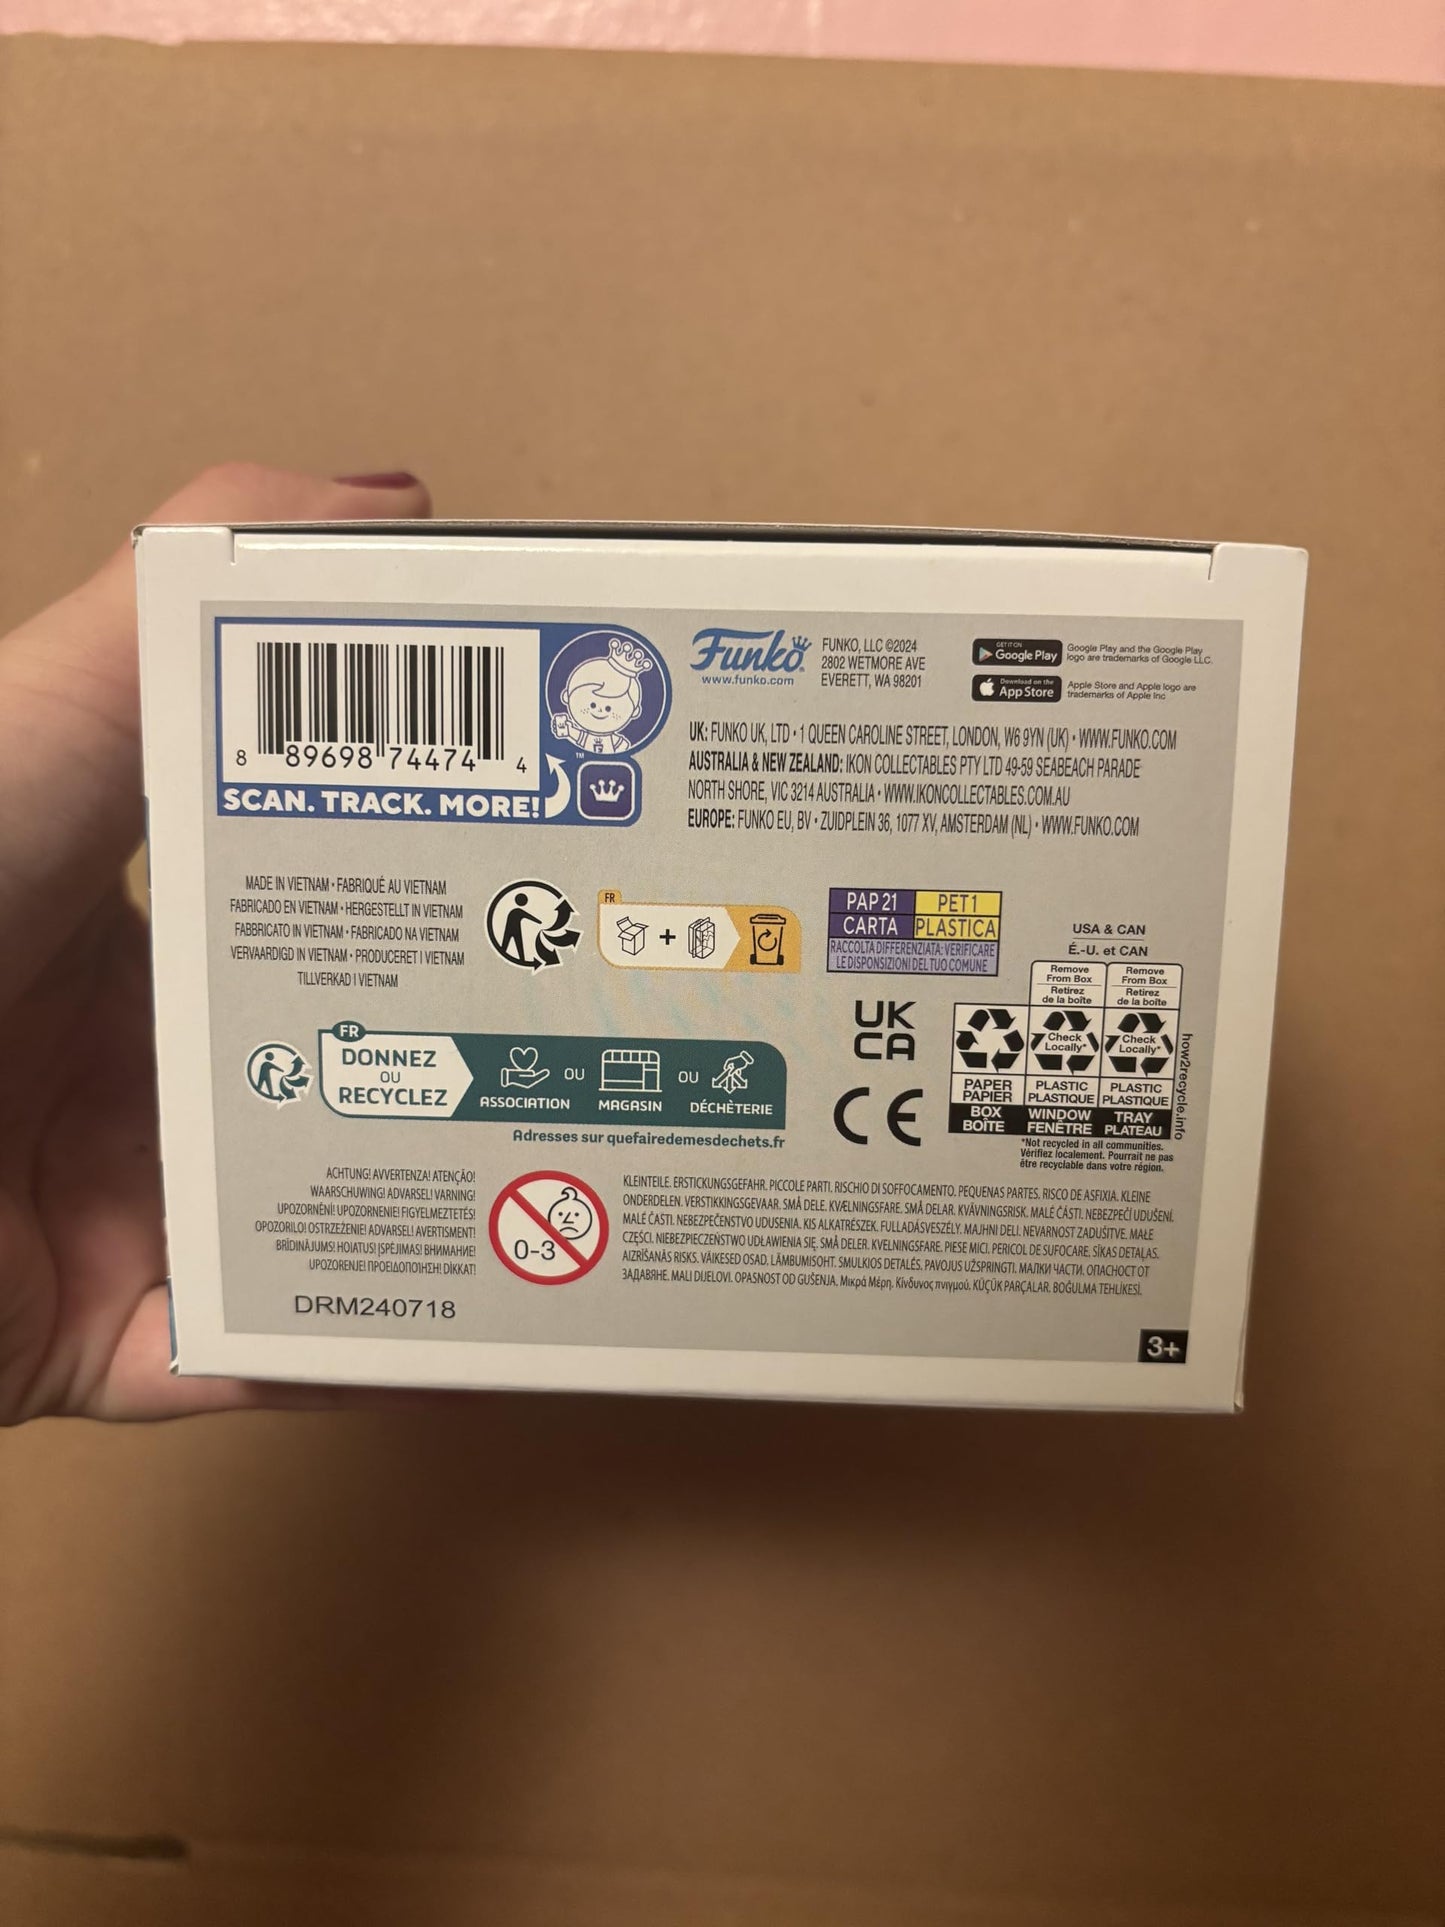 8 89698 74474 4
SCAN. TRACK. MORE!
™
Funko
www.funko.com
FUNKO, LLC ©2024
2802 WETMORE AVE
EVERETT, WA 98201
GET IT ON
Google Play
Google Play and the Google Play
logo are trademarks of Google LLC.
Download on the
App Store
Apple Store and Apple logo are
trademarks of Apple Inc
UK: FUNKO UK, LTD • 1 QUEEN CAROLINE STREET, LONDON, W6 9YN (UK) • WWW.FUNKO.COM
AUSTRALIA & NEW ZEALAND: IKON COLLECTABLES PTY LTD 49-59 SEABEACH PARADE
NORTH SHORE, VIC 3214 AUSTRALIA • WWW.IKONCOLLECTABLES.COM.AU
EUROPE: FUNKO EU, BV • ZUIDPLEIN 36, 1077 XV, AMSTERDAM (NL) • WWW.FUNKO.COM
MADE IN VIETNAM • FABRIQUÉ AU VIETNAM
FABRICADO EN VIETNAM • HERGESTELLT IN VIETNAM
FABBRICATO IN VIETNAM • FABRICADO NA VIETNAM
VERVAARDIGD IN VIETNAM • PRODUCERET I VIETNAM
TILLVERKAD I VIETNAM
FR
+
PAP 21 PET1
CARTA PLASTICA
RACCOLTA DIFFERENZIATA: VERIFICARE
LE DISPONSIZIONI DEL TUO COMUNE
USA & CAN
É.-U. et CAN
Remove
From Box
Retirez
de la boîte
Remove
From Box
Retirez
de la boîte
Check
Locally*
Check
Locally*
PAPER
PAPIER
BOX
BOÎTE
PLASTIC
PLASTIQUE
WINDOW
FENÊTRE
PLASTIC
PLASTIQUE
TRAY
PLATEAU
how2recycle.info
*Not recycled in all communities.
Vérifiez localement. Pourrait ne pas
être recyclable dans votre région.
UK
CA
CE
FR
DONNEZ
OU
RECYCLEZ
ASSOCIATION
OU
MAGASIN
OU
DÉCHÈTERIE
Adresses sur quefairedemesdechets.fr
ACHTUNG! AVVERTENZA! ATENÇÃO!
WAARSCHUWING! ADVARSEL! VARNING!
UPOZORNĚNÍ! UPOZORNENIE! FIGYELMEZTETÉS!
OPOZORILO! OSTRZEŻENIE! ADVARSEL! AVERTISMENT!
BRĪDINĀJUMS! HOIATUS! ĮSPĖJIMAS! ВНИМАНИЕ!
UPOZORENJE! ΠΡΟΕΙΔΟΠΟΙΗΣΗ! DİKKAT!
0-3
KLEINTEILE. ERSTICKUNGSGEFAHR. PICCOLE PARTI. RISCHIO DI SOFFOCAMENTO. PEQUENAS PARTES. RISCO DE ASFIXIA. KLEINE
ONDERDELEN. VERSTIKKINGSGEVAAR. SMÅ DELE. KVÆLNINGSFARE. SMÅ DELAR. KVÄVNINGSRISK. MALÉ ČÁSTI. NEBEZPEČÍ UDUŠENÍ.
MALÉ ČASTI. NEBEZPEČENSTVO UDUSENIA. KIS ALKATRÉSZEK. FULLADÁSVESZÉLY. MAJHNI DELI. NEVARNOST ZADUŠITVE. MAŁE
CZĘŚCI. NIEBEZPIECZEŃSTWO UDŁAWIENIA SIĘ. SMÅ DELER. KVELNINGSFARE. PIESE MICI. PERICOL DE SUFOCARE. SĪKAS DETAĻAS.
AIZRĪŠANĀS RISKS. VÄIKESED OSAD. LÄMBUMISOHT. SMULKIOS DETALĖS. PAVOJUS UŽSPRINGTI. МАЛКИ ЧАСТИ. ОПАСНОСТ ОТ
ЗАДАВЯНЕ. MALI DIJELOVI. OPASNOST OD GUŠENJA. Μικρά Μέρη. Κίνδυνος πνιγμού. KÜÇÜK PARÇALAR. BOĞULMA TEHLİKESİ.
DRM240718
3+